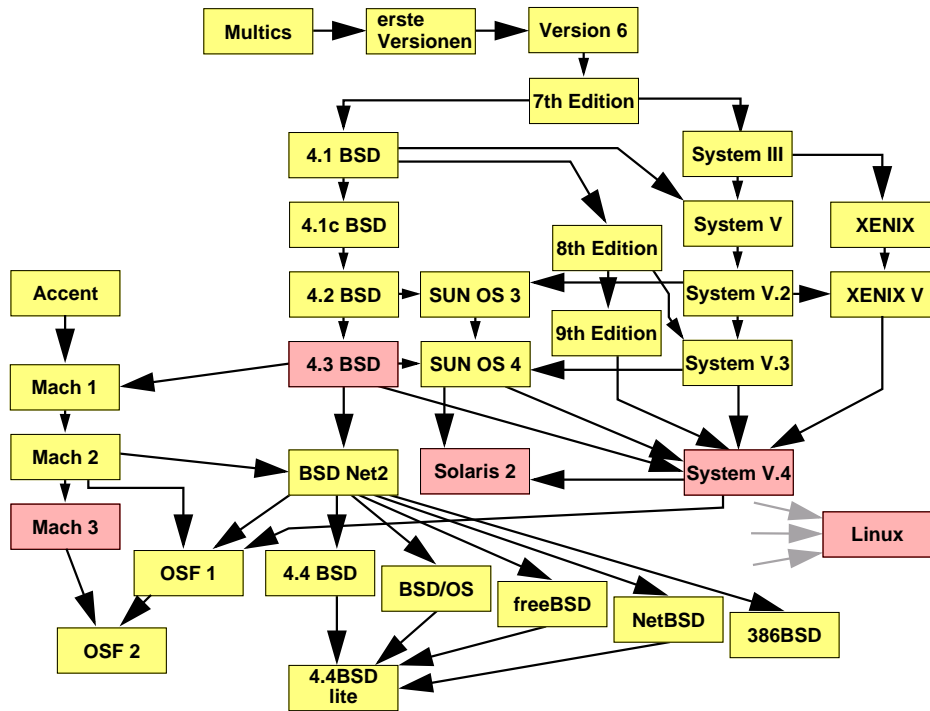 Multics
erste
Versionen
Version 6
7th Edition
4.1 BSD
System III
4.1c BSD
System V
XENIX
8th Edition
Accent
4.2 BSD
SUN OS 3
System V.2
XENIX V
9th Edition
Mach 1
4.3 BSD
SUN OS 4
System V.3
Mach 2
BSD Net2
Solaris 2
System V.4
Mach 3
Linux
OSF 1
4.4 BSD
BSD/OS
freeBSD
NetBSD
386BSD
OSF 2
4.4BSD
lite